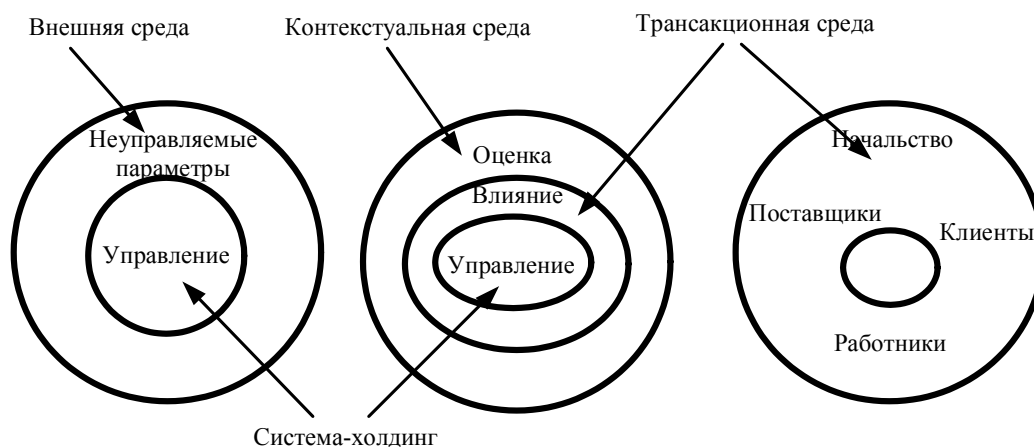 Внешняя среда
Контекстуальная среда
Трансакционная среда
Неуправляемые
параметры
Управление
Оценка
Влияние
Управление
Начальство
Поставщики
Клиенты
Работники
Система-холдинг